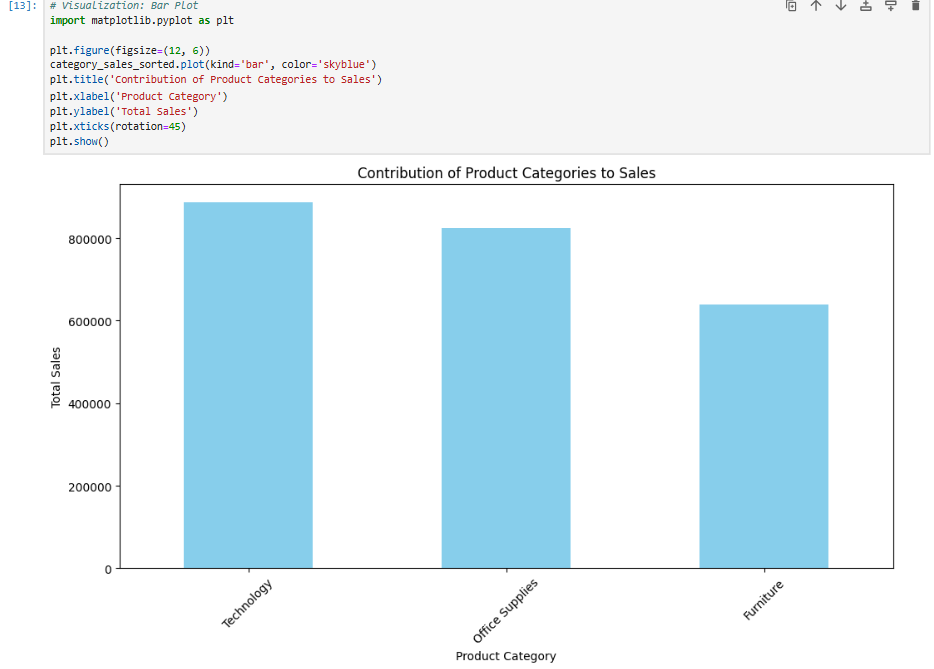 [13]:
# Visualization: Bar Plot
import matplotlib.pyplot as plt
plt.figure(figsize=(12, 6))
category_sales_sorted.plot(kind='bar', color='skyblue')
plt.title('Contribution of Product Categories to Sales')
plt.xlabel('Product Category')
plt.ylabel('Total Sales')
plt.xticks(rotation=45)
plt.show()
Contribution of Product Categories to Sales
Total Sales
800000
600000
400000
200000
0
Technology
Office Supplies
Furniture
Product Category